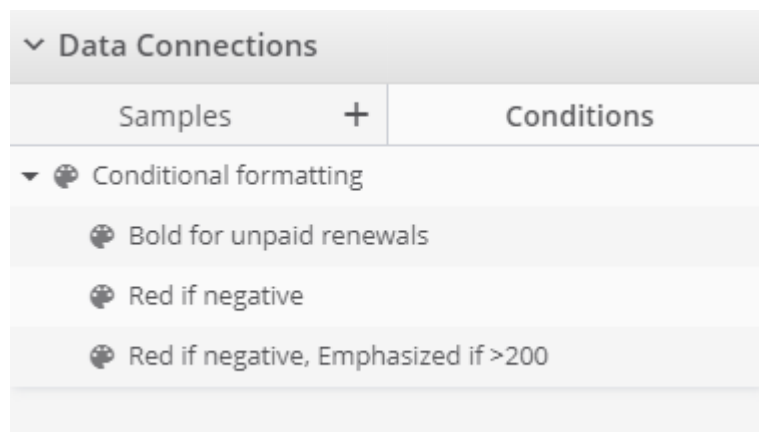 Data Connections
Samples +
Conditions
Conditional formatting
Bold for unpaid renewals
Red if negative
Red if negative, Emphasized if >200